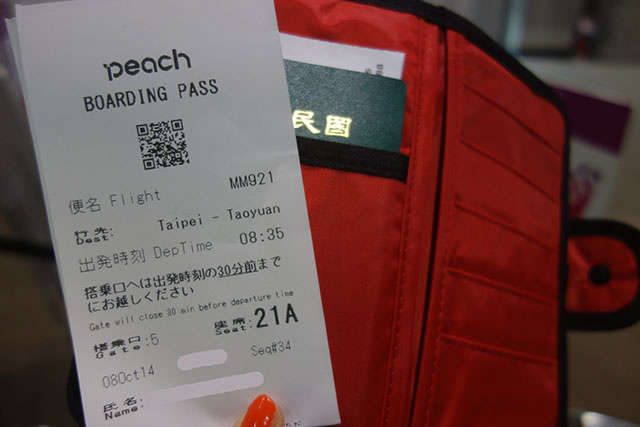 peach
BOARDING PASS
便名 Flight MM921
行先: Dest: Taipei - Taoyuan
出発時刻 DepTime 08:35
搭乗口へは出発時刻の30分前まで
にお越しください
Gate will close 30 min before departure time
搭乗口: Gate: 5 座席: Seat: 21A
08Oct14 Seq#34
氏名: Name:
民國